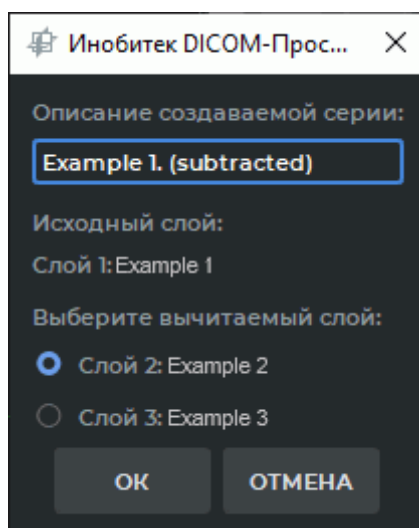 Инобитек DICOM-Прос...
Описание создаваемой серии:
Example 1. (subtracted)
Исходный слой:
Слой 1: Example 1
Выберите вычитаемый слой:
Слой 2: Example 2
Слой 3: Example 3
ОК
ОТМЕНА